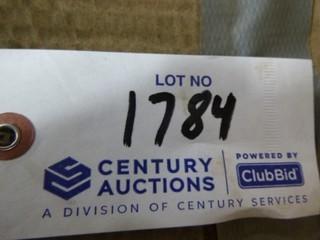 LOT NO
1784
CENTURY
AUCTIONS
POWERED BY
ClubBid
A DIVISION OF CENTURY SERVICES